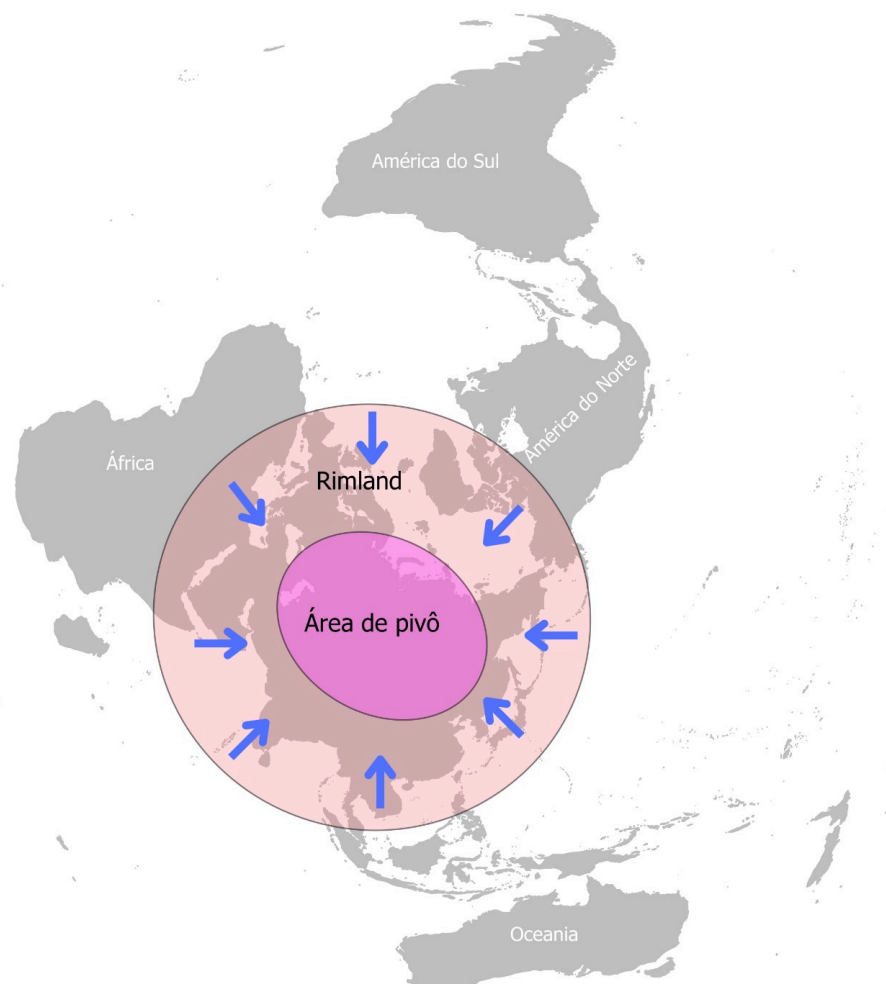 América do Sul
América do Norte
África
Rimland
Área de pivô
Oceania